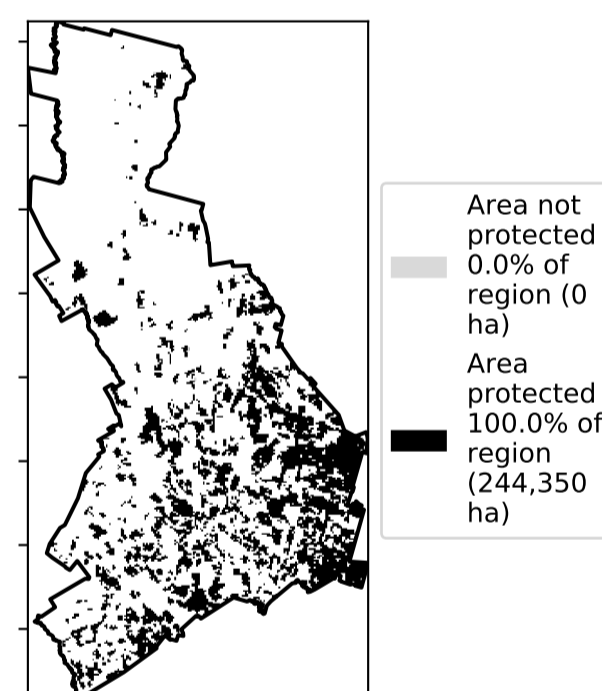 Area not
protected
0.0% of
region (0
ha)
Area
protected
100.0% of
region
(244,350
ha)